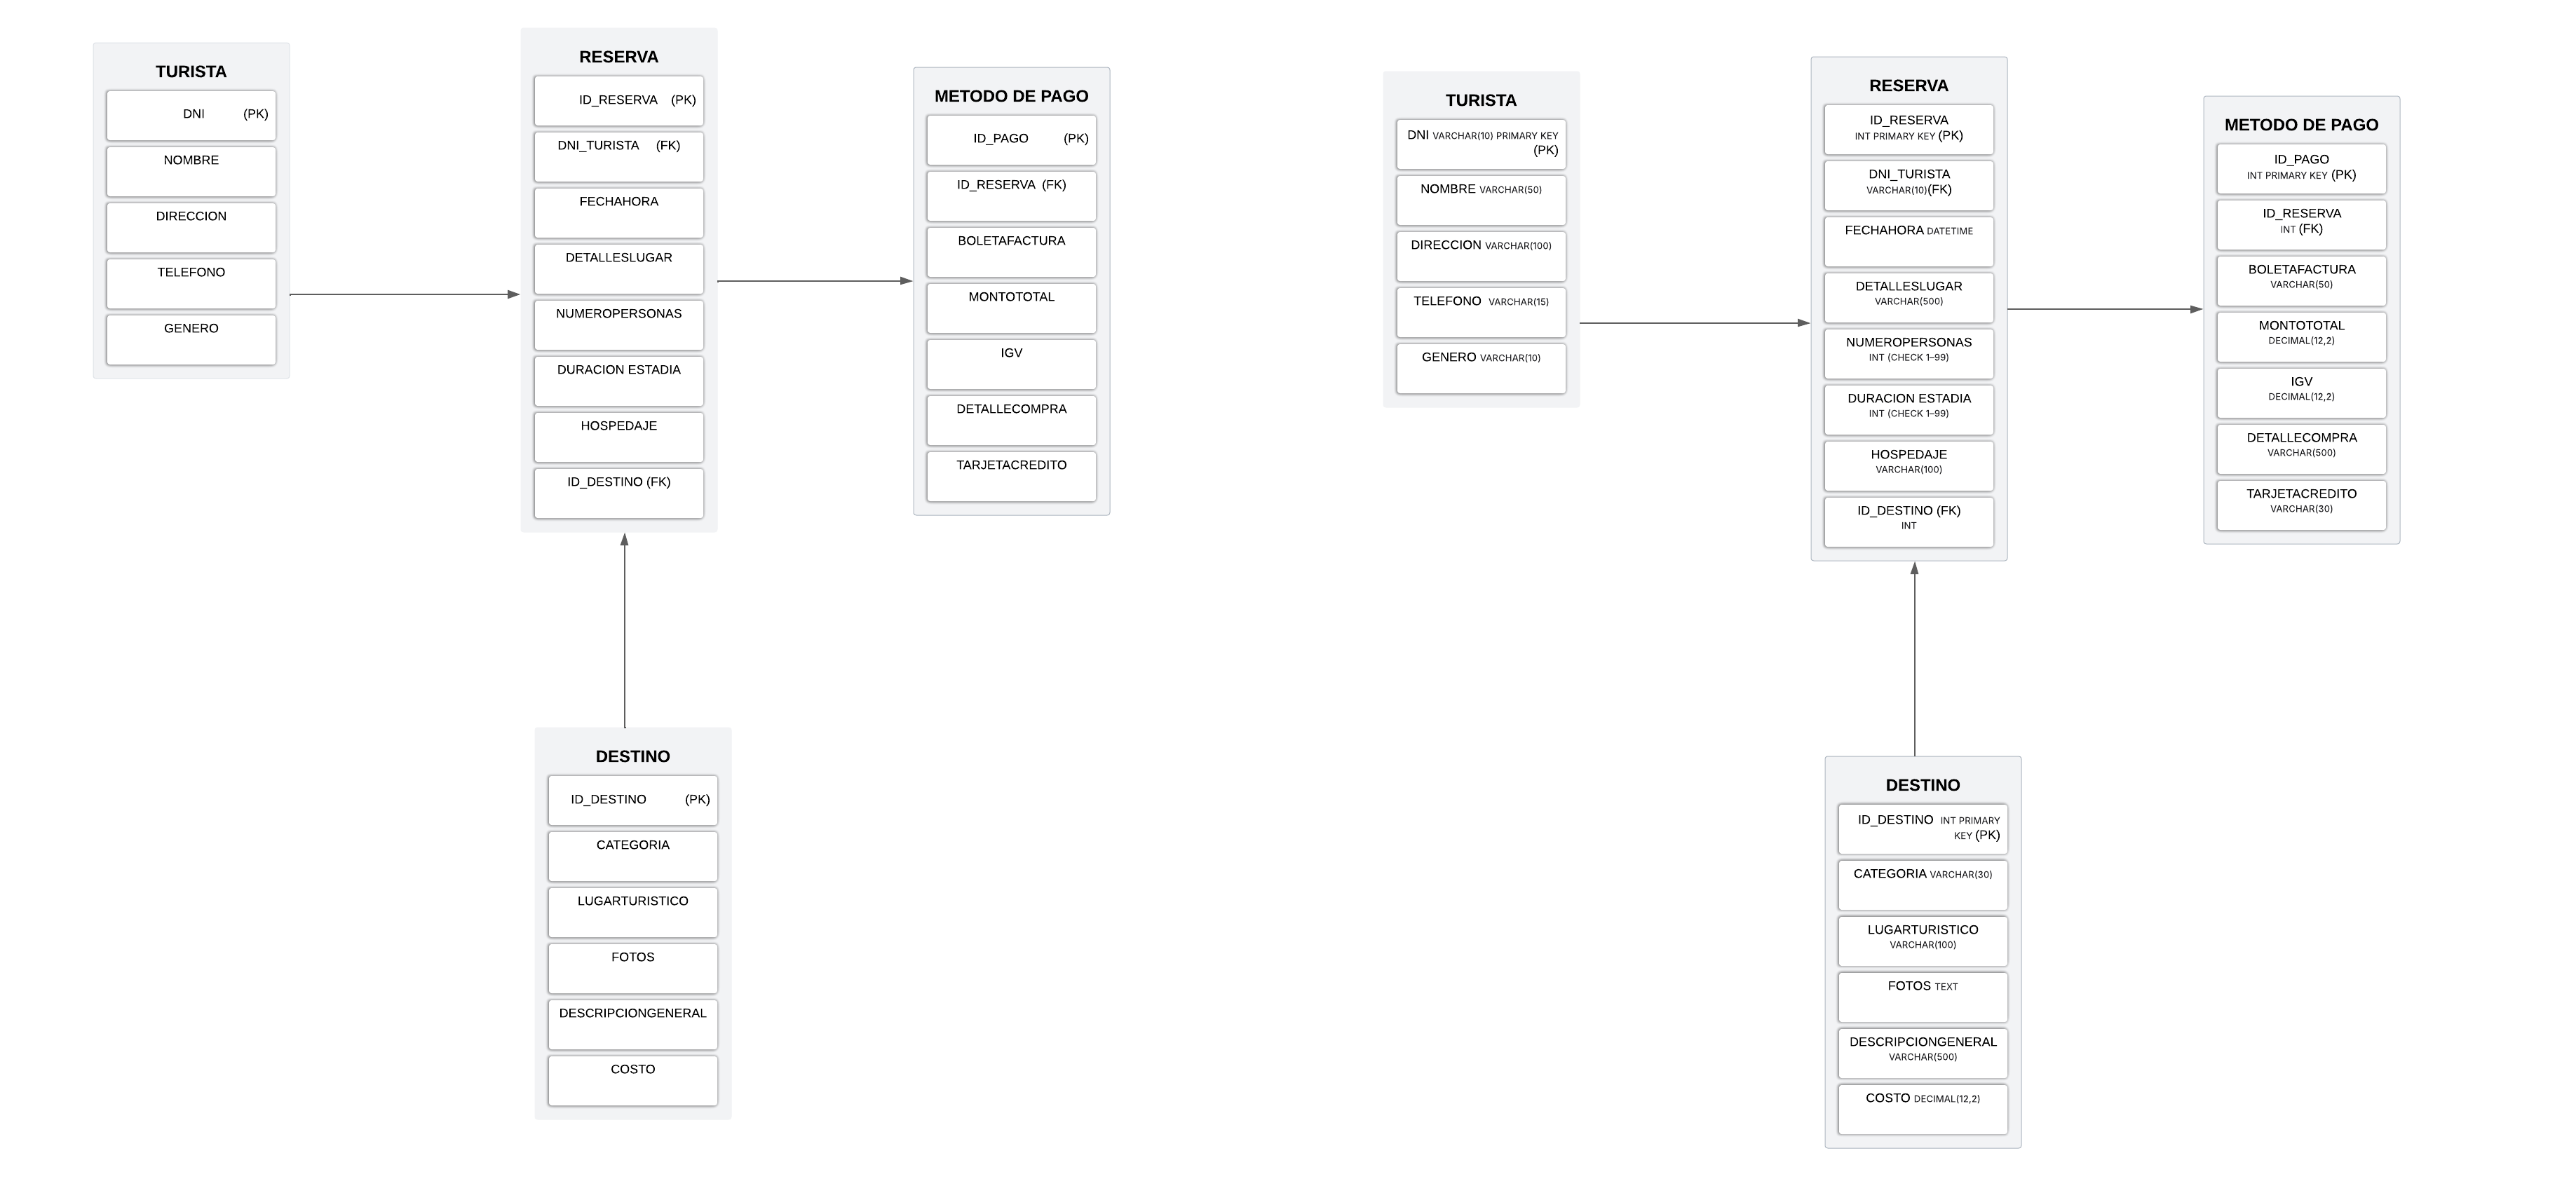 TURISTA
DNI (PK)
NOMBRE
DIRECCION
TELEFONO
GENERO
RESERVA
ID_RESERVA (PK)
DNI_TURISTA (FK)
FECHAHORA
DETALLESLUGAR
NUMEROPERSONAS
DURACION ESTADIA
HOSPEDAJE
ID_DESTINO (FK)
METODO DE PAGO
ID_PAGO (PK)
ID_RESERVA (FK)
BOLETAFACTURA
MONTOTOTAL
IGV
DETALLECOMPRA
TARJETACREDITO
DESTINO
ID_DESTINO (PK)
CATEGORIA
LUGARTURISTICO
FOTOS
DESCRIPCIONGENERAL
COSTO
TURISTA
DNI VARCHAR(10) PRIMARY KEY
(PK)
NOMBRE VARCHAR(50)
DIRECCION VARCHAR(100)
TELEFONO VARCHAR(15)
GENERO VARCHAR(10)
RESERVA
ID_RESERVA
INT PRIMARY KEY (PK)
DNI_TURISTA
VARCHAR(10)(FK)
FECHAHORA DATETIME
DETALLESLUGAR
VARCHAR(500)
NUMEROPERSONAS
INT (CHECK 1–99)
DURACION ESTADIA
INT (CHECK 1–99)
HOSPEDAJE
VARCHAR(100)
ID_DESTINO (FK)
INT
METODO DE PAGO
ID_PAGO
INT PRIMARY KEY (PK)
ID_RESERVA
INT (FK)
BOLETAFACTURA
VARCHAR(50)
MONTOTOTAL
DECIMAL(12,2)
IGV
DECIMAL(12,2)
DETALLECOMPRA
VARCHAR(500)
TARJETACREDITO
VARCHAR(30)
DESTINO
ID_DESTINO INT PRIMARY
KEY (PK)
CATEGORIA VARCHAR(30)
LUGARTURISTICO
VARCHAR(100)
FOTOS TEXT
DESCRIPCIONGENERAL
VARCHAR(500)
COSTO DECIMAL(12,2)